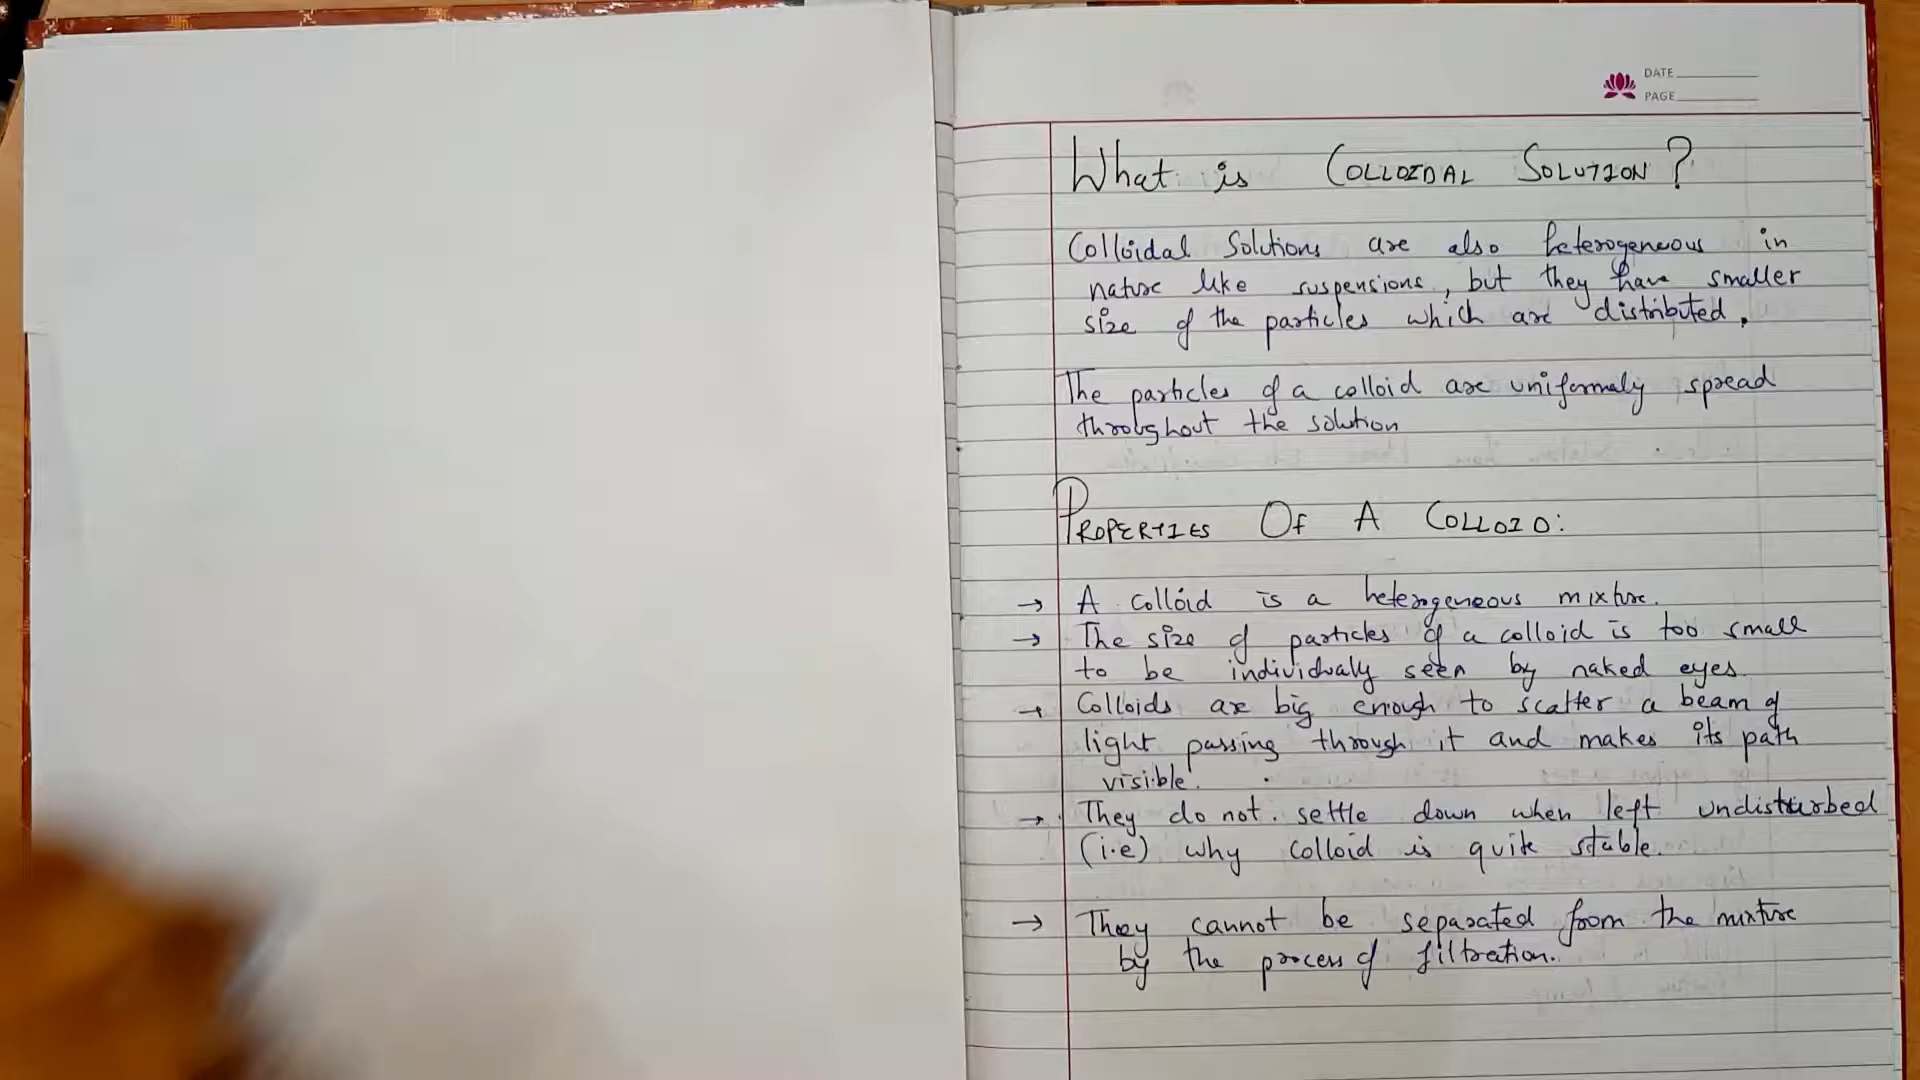 DATE
PAGE
What is COLLOIDAL SOLUTION?
Colloidal Solutions are also heterogeneous in
nature like suspensions, but they have smaller
size of the particles which are distributed.
The particles of a colloid are uniformaly spread
throughout the solution
PROPERTIES OF A COLLOID:
→ A colloid is a heterogeneous mixture.
→ The size of particles of a colloid is too small
to be individualy seen by naked eyes.
→ Colloids are big enough to scatter a beam of
light passing through it and makes its path
visible.
→ They do not settle down when left undisturbed
(i.e) why colloid is quite stable.
→ They cannot be separated from the mixture
by the process of filtration.